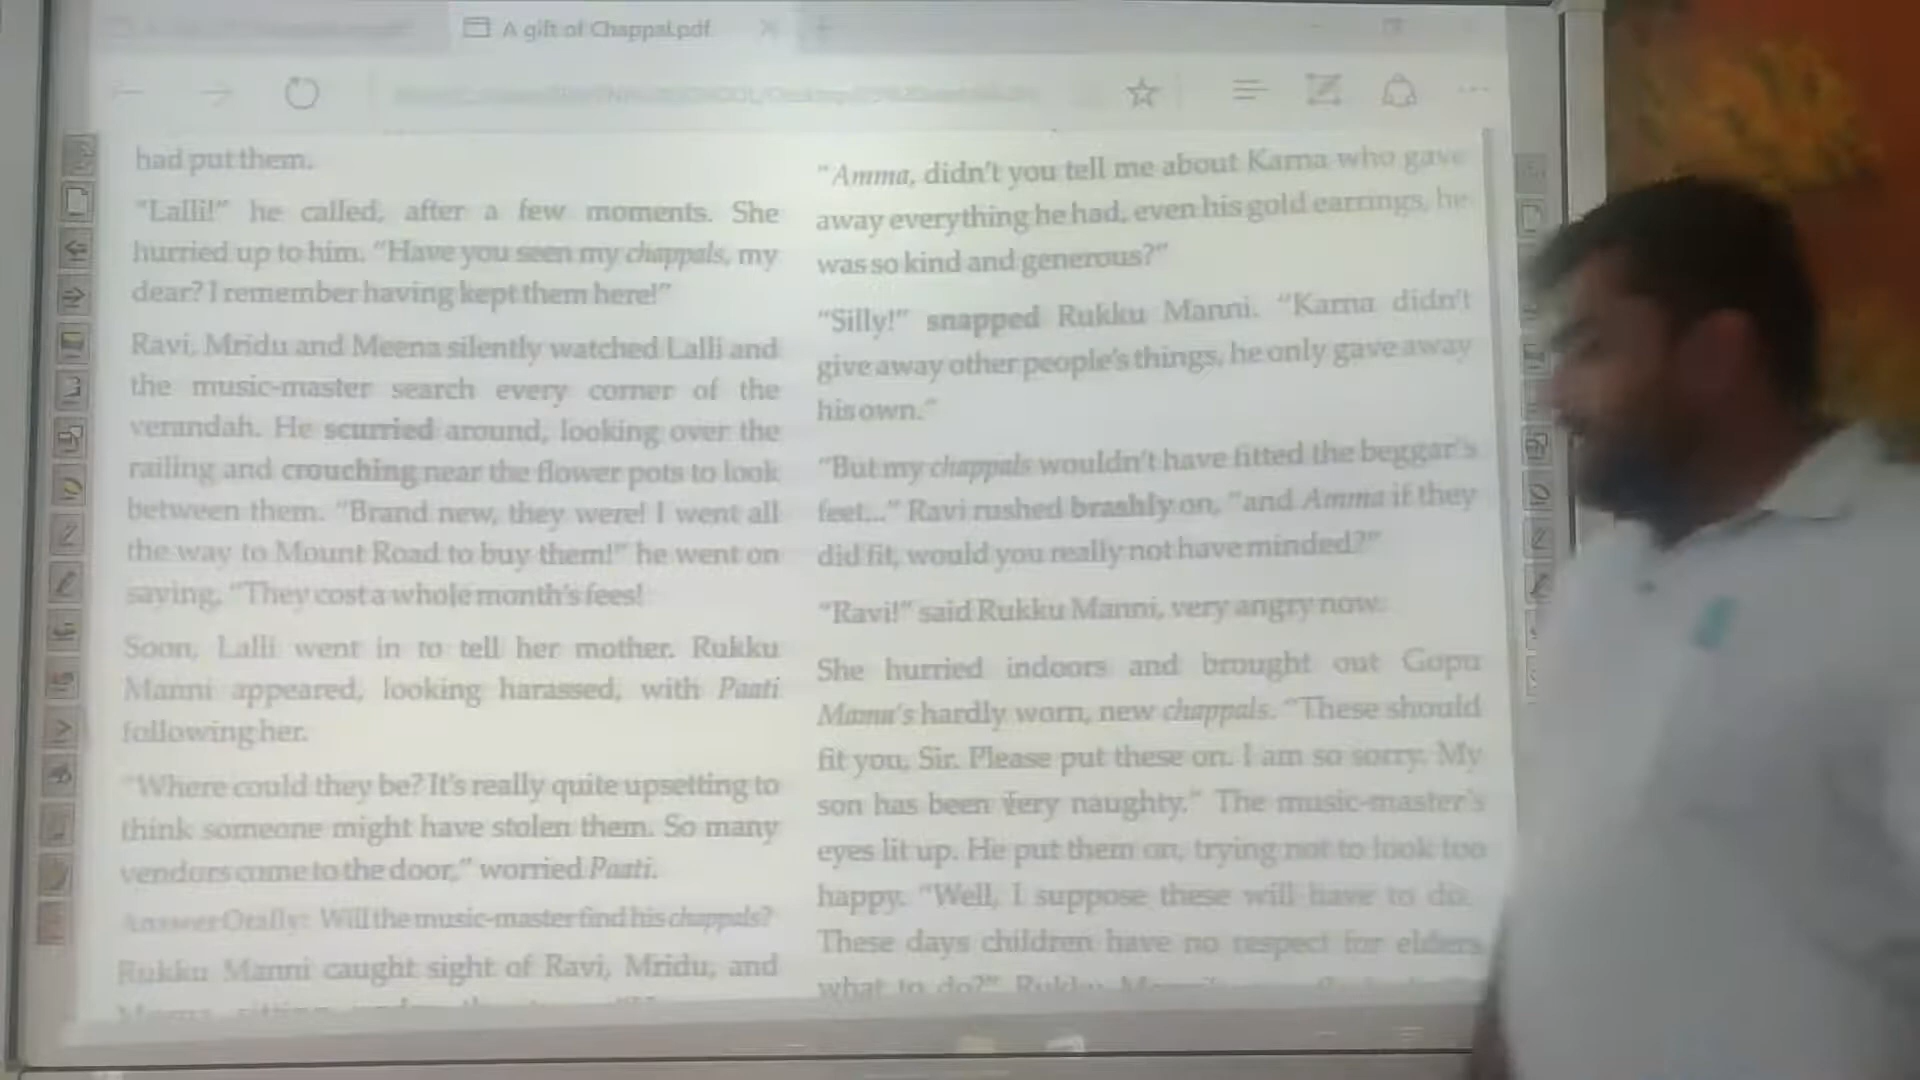 A gift of Chappal.pdf
had put them.
"Lalli!" he called, after a few moments. She
hurried up to him. "Have you seen my chappals, my
dear? I remember having kept them here!"
Ravi, Mridu and Meena silently watched Lalli and
the music-master search every corner of the
verandah. He scurried around, looking over the
railing and crouching near the flower pots to look
between them. "Brand new, they were! I went all
the way to Mount Road to buy them!" he went on
saying, "They cost a whole month's fees!
Soon, Lalli went in to tell her mother. Rukku
Manni appeared, looking harassed, with Paati
following her.
"Where could they be? It's really quite upsetting to
think someone might have stolen them. So many
vendors come to the door," worried Paati.
Answer Orally: Will the music-master find his chappals?
Rukku Manni caught sight of Ravi, Mridu, and
"Amma, didn't you tell me about Karna who gave
away everything he had, even his gold earrings, he
was so kind and generous?"
"Silly!" snapped Rukku Manni. "Karna didn't
give away other people's things, he only gave away
his own."
"But my chappals wouldn't have fitted the beggar's
feet..." Ravi rushed brashly on, "and Amma if they
did fit, would you really not have minded?"
"Ravi!" said Rukku Manni, very angry now.
She hurried indoors and brought out Gopu
Mama's hardly worn, new chappals. "These should
fit you, Sir. Please put these on. I am so sorry. My
son has been very naughty." The music-master's
eyes lit up. He put them on, trying not to look too
happy. "Well, I suppose these will have to do.
These days children have no respect for elders,
what to do?" Rukku